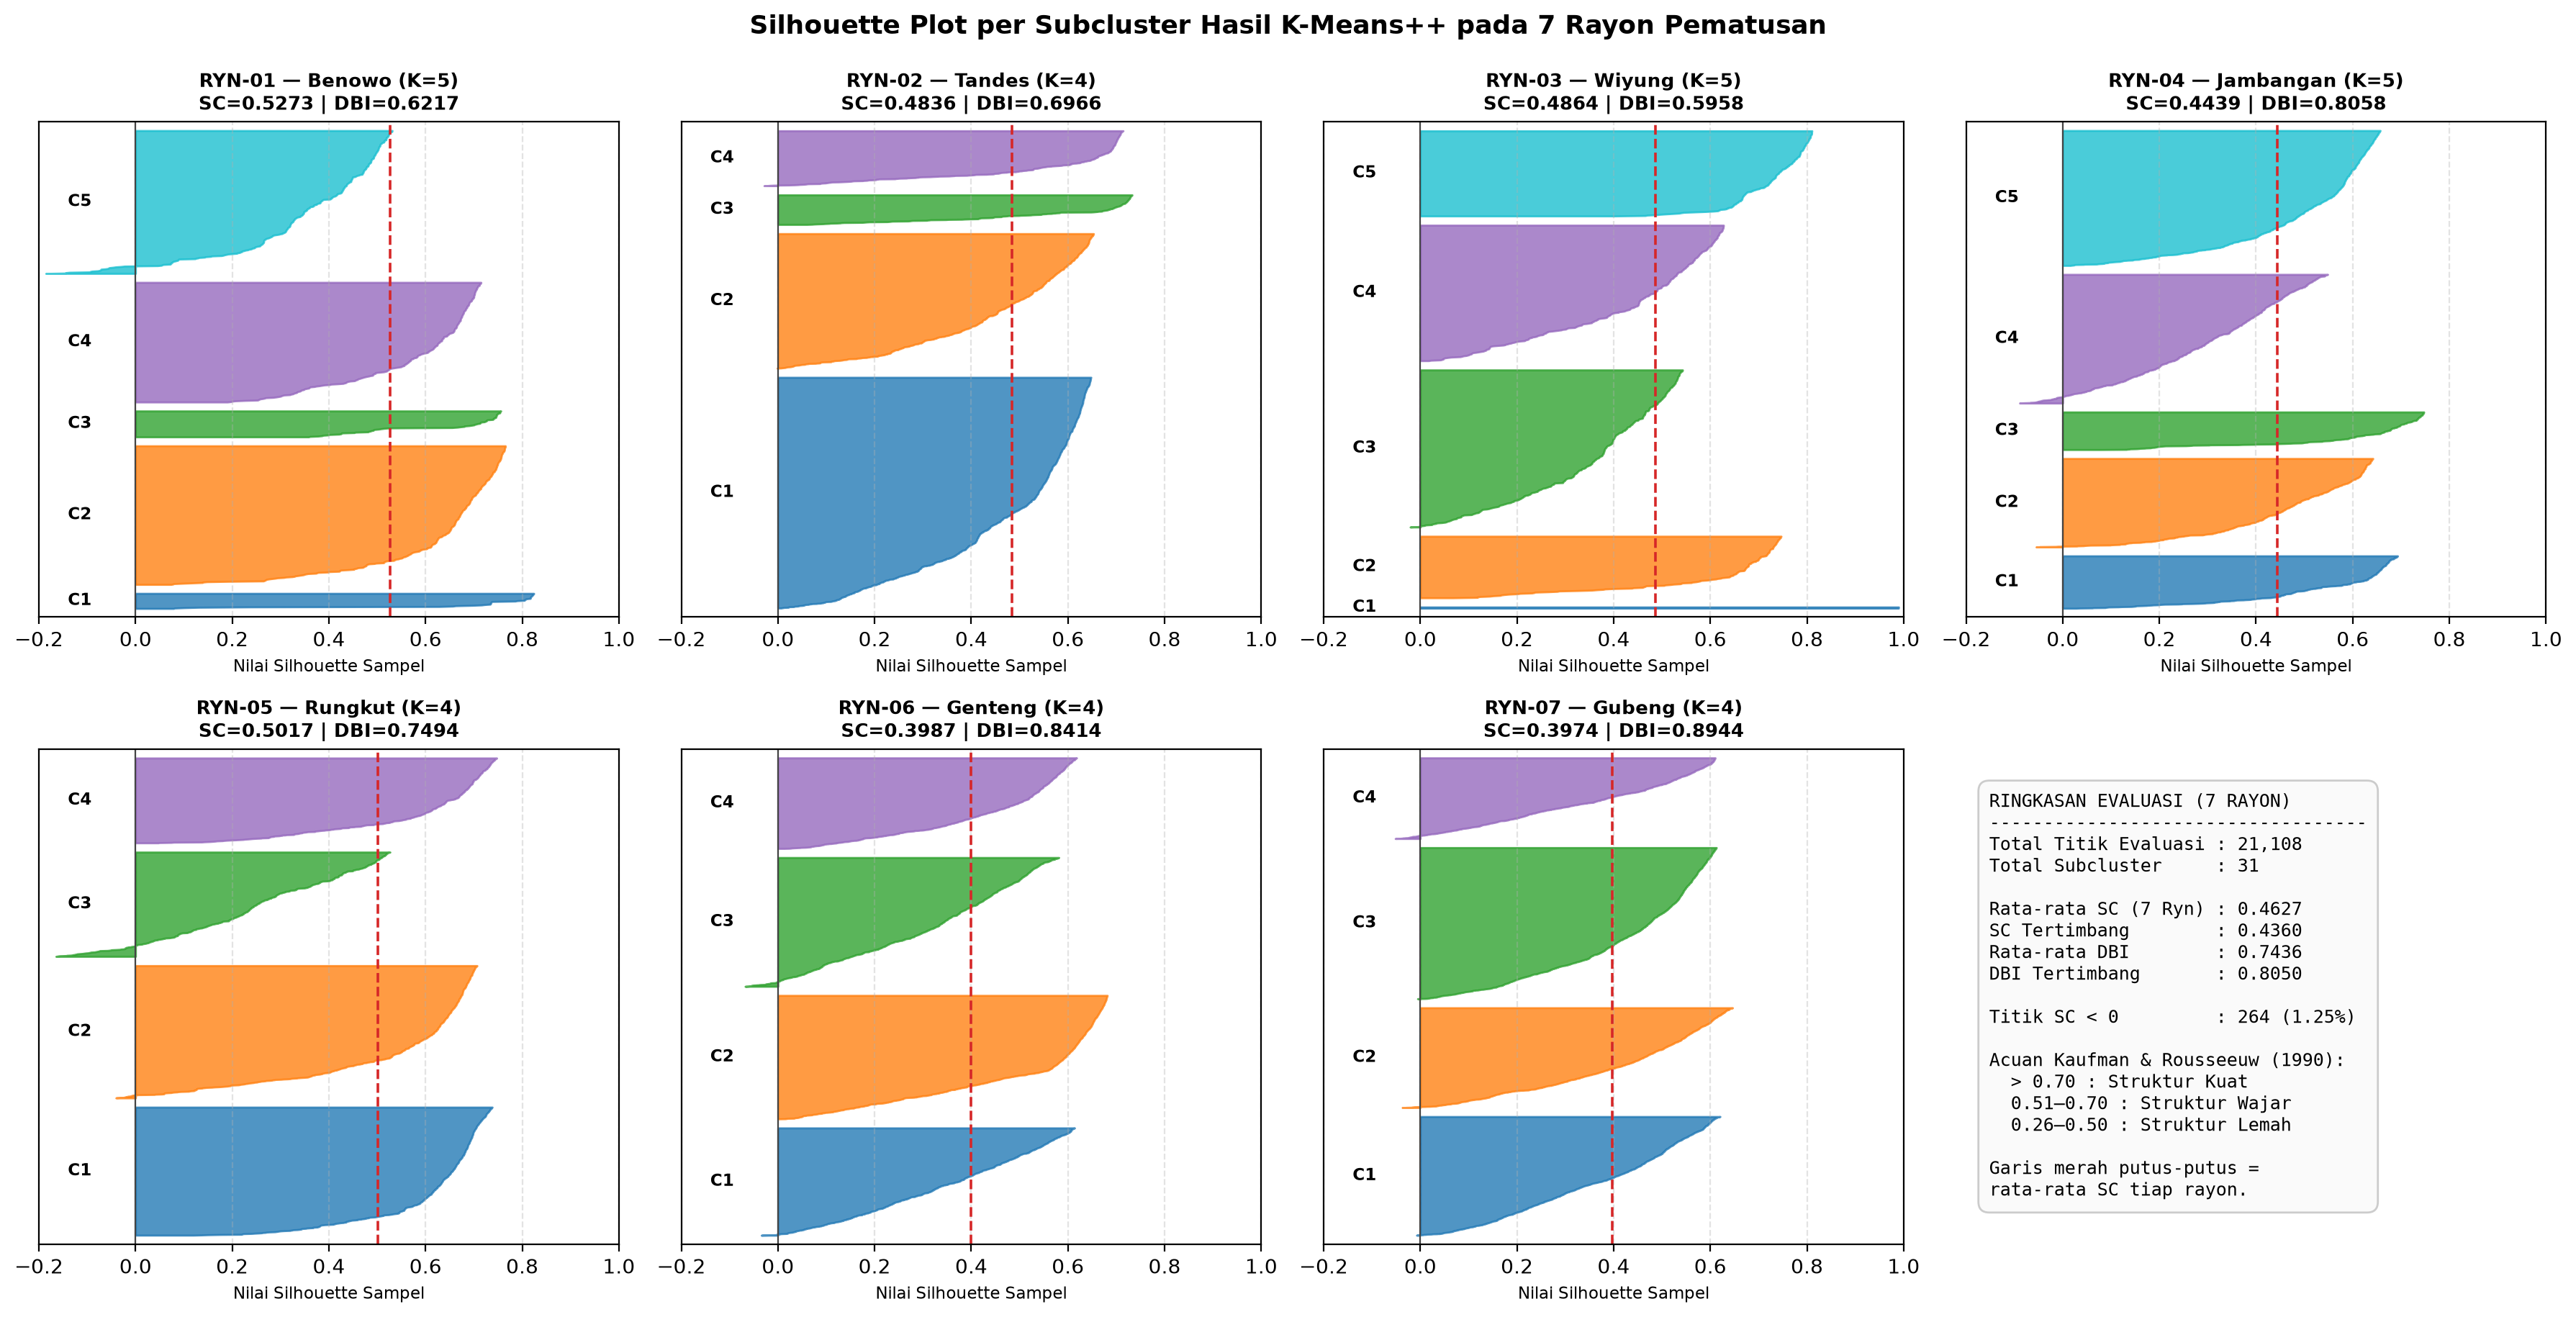 Silhouette Plot per Subcluster Hasil K-Means++ pada 7 Rayon Pematusan
RYN-01 — Benowo (K=5)
SC=0.5273 | DBI=0.6217
C5
C4
C3
C2
C1
−0.2 0.0 0.2 0.4 0.6 0.8 1.0
Nilai Silhouette Sampel
RYN-02 — Tandes (K=4)
SC=0.4836 | DBI=0.6966
C4
C3
C2
C1
−0.2 0.0 0.2 0.4 0.6 0.8 1.0
Nilai Silhouette Sampel
RYN-03 — Wiyung (K=5)
SC=0.4864 | DBI=0.5958
C5
C4
C3
C2
C1
−0.2 0.0 0.2 0.4 0.6 0.8 1.0
Nilai Silhouette Sampel
RYN-04 — Jambangan (K=5)
SC=0.4439 | DBI=0.8058
C5
C4
C3
C2
C1
−0.2 0.0 0.2 0.4 0.6 0.8 1.0
Nilai Silhouette Sampel
RYN-05 — Rungkut (K=4)
SC=0.5017 | DBI=0.7494
C4
C3
C2
C1
−0.2 0.0 0.2 0.4 0.6 0.8 1.0
Nilai Silhouette Sampel
RYN-06 — Genteng (K=4)
SC=0.3987 | DBI=0.8414
C4
C3
C2
C1
−0.2 0.0 0.2 0.4 0.6 0.8 1.0
Nilai Silhouette Sampel
RYN-07 — Gubeng (K=4)
SC=0.3974 | DBI=0.8944
C4
C3
C2
C1
−0.2 0.0 0.2 0.4 0.6 0.8 1.0
Nilai Silhouette Sampel
RINGKASAN EVALUASI (7 RAYON)
-----------------------------------
Total Titik Evaluasi : 21,108
Total Subcluster : 31
Rata-rata SC (7 Ryn) : 0.4627
SC Tertimbang : 0.4360
Rata-rata DBI : 0.7436
DBI Tertimbang : 0.8050
Titik SC < 0 : 264 (1.25%)
Acuan Kaufman & Rousseeuw (1990):
> 0.70 : Struktur Kuat
0.51–0.70 : Struktur Wajar
0.26–0.50 : Struktur Lemah
Garis merah putus-putus =
rata-rata SC tiap rayon.